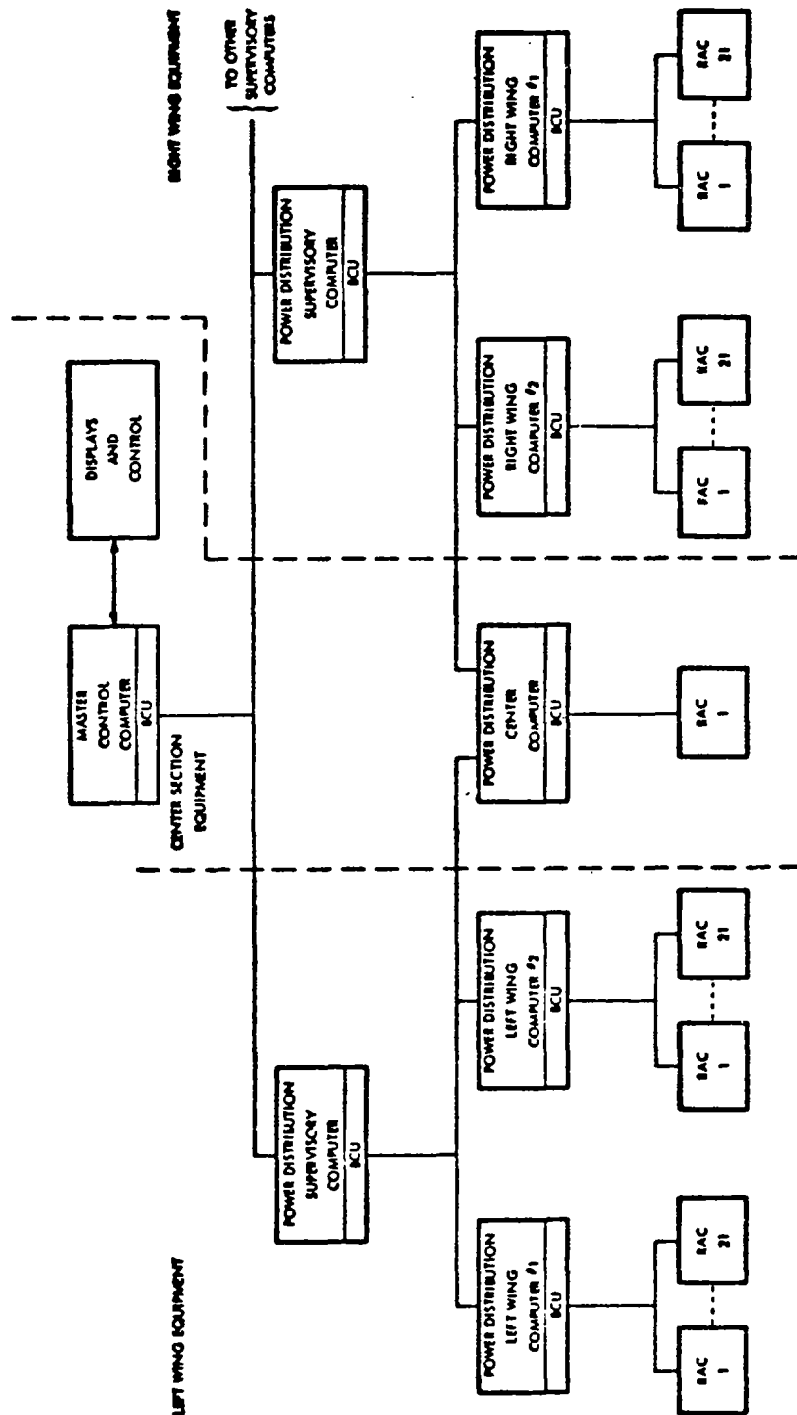 LEFT WING EQUIPMENT
RIGHT WING EQUIPMENT
MASTER
CONTROL
COMPUTER
BCU
DISPLAYS
AND
CONTROL
CENTER SECTION
EQUIPMENT
TO OTHER
SUPERVISORY
COMPUTERS
POWER DISTRIBUTION
SUPERVISORY
COMPUTER
BCU
POWER DISTRIBUTION
SUPERVISORY
COMPUTER
BCU
POWER DISTRIBUTION
LEFT WING
COMPUTER #1
BCU
POWER DISTRIBUTION
LEFT WING
COMPUTER #2
BCU
POWER DISTRIBUTION
CENTER
COMPUTER
BCU
POWER DISTRIBUTION
RIGHT WING
COMPUTER #2
BCU
POWER DISTRIBUTION
RIGHT WING
COMPUTER #1
BCU
RAC
1
RAC
21
RAC
1
RAC
21
RAC
1
RAC
1
RAC
21
RAC
1
RAC
21